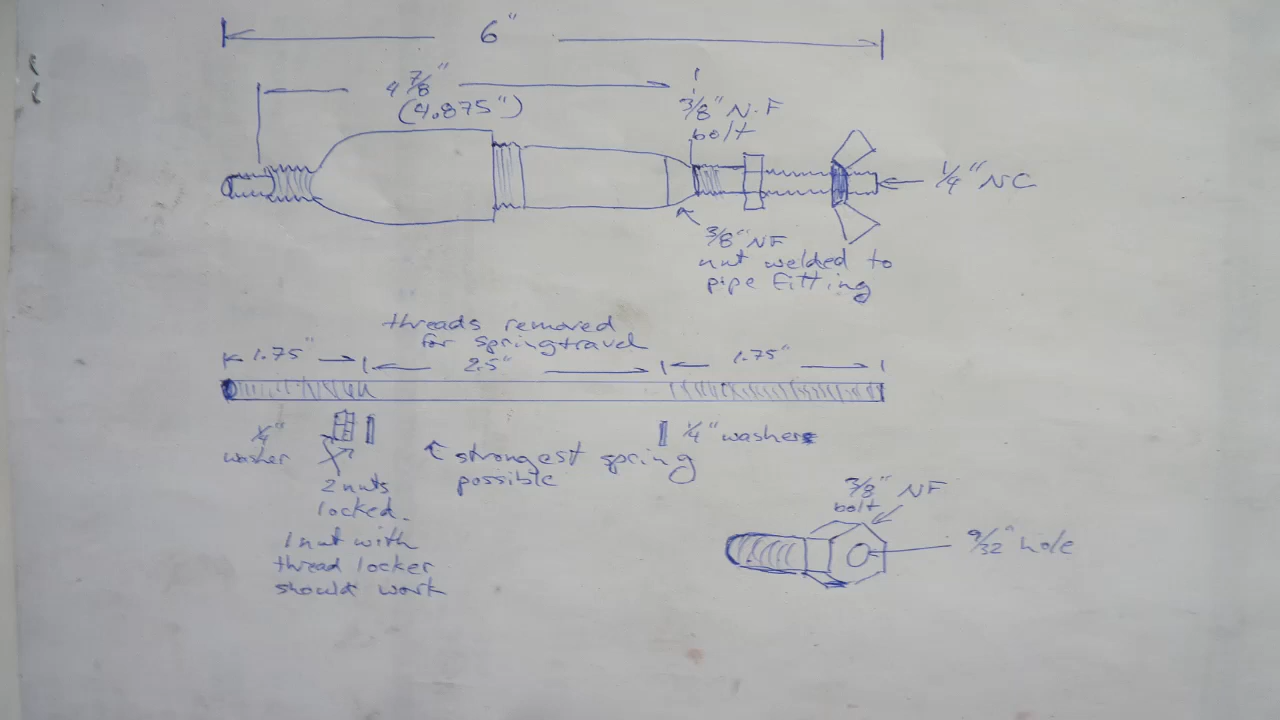 6"
4 7/8"
(4.875")
3/8" N.F
bolt
1/4" NC
3/8" NF
nut welded to
pipe fitting
threads removed
for spring travel
1.75"
2.5"
1.75"
1/4"
washer
1/4" washers
strongest spring
possible
2 nuts
locked.
1 nut with
thread locker
should work
3/8" NF
bolt
9/32" hole